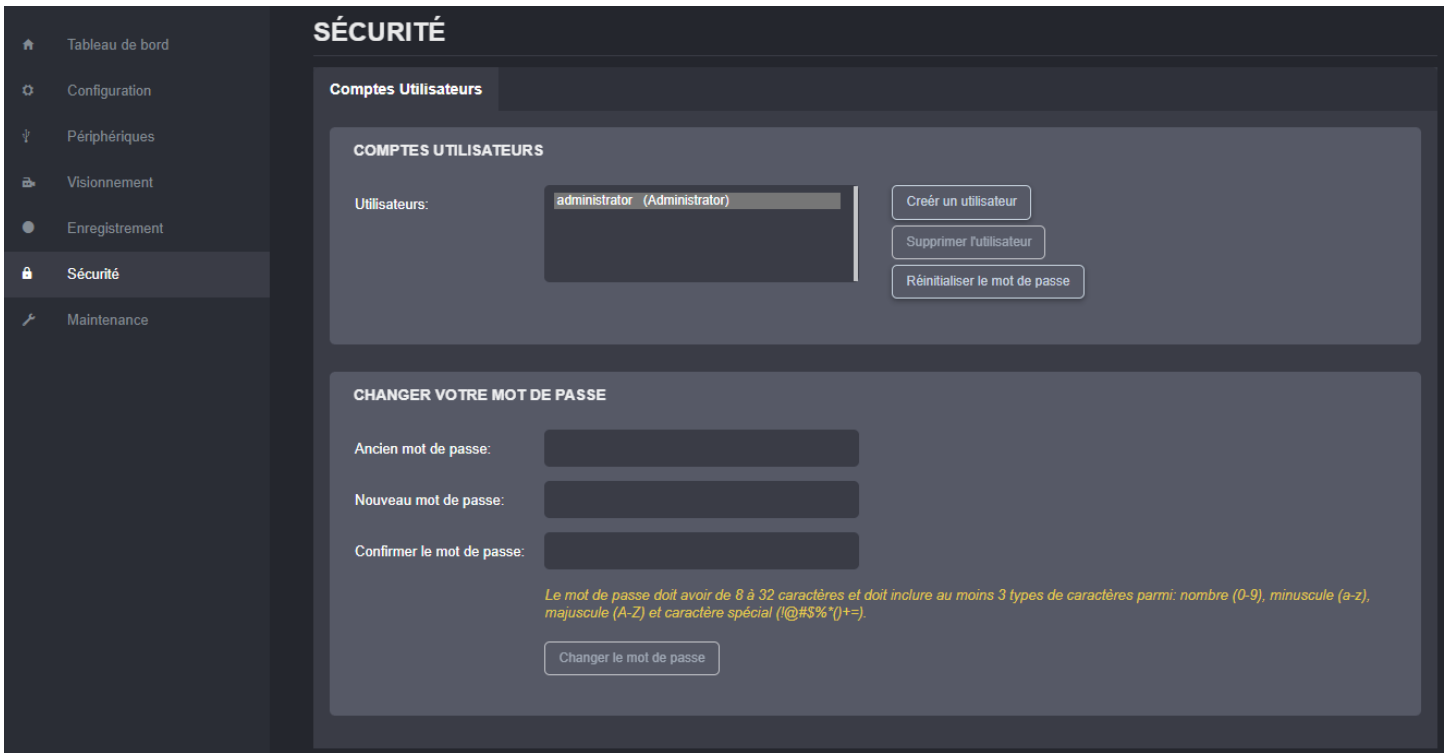 SÉCURITÉ
Tableau de bord
Configuration
Périphériques
Visionnement
Enregistrement
Sécurité
Maintenance
Comptes Utilisateurs
COMPTES UTILISATEURS
Utilisateurs:
administrator (Administrator)
Creér un utilisateur
Supprimer l'utilisateur
Réinitialiser le mot de passe
CHANGER VOTRE MOT DE PASSE
Ancien mot de passe:
Nouveau mot de passe:
Confirmer le mot de passe:
Le mot de passe doit avoir de 8 à 32 caractères et doit inclure au moins 3 types de caractères parmi: nombre (0-9), minuscule (a-z),
majuscule (A-Z) et caractère spécial (!@#$%*()+=).
Changer le mot de passe